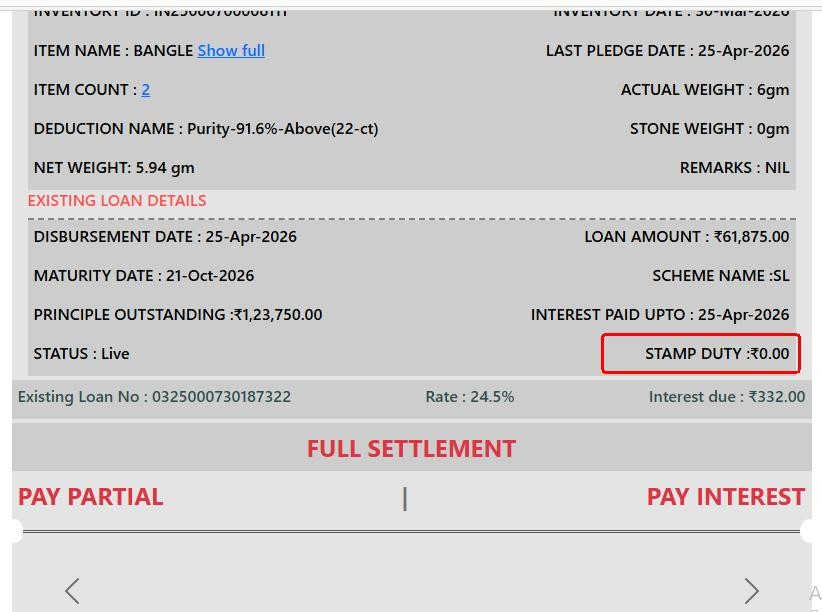 INVENTORY ID : IN25000700008111 INVENTORY DATE : 30-Mar-2026
ITEM NAME : BANGLE Show full LAST PLEDGE DATE : 25-Apr-2026
ITEM COUNT : 2 ACTUAL WEIGHT : 6gm
DEDUCTION NAME : Purity-91.6%-Above(22-ct) STONE WEIGHT : 0gm
NET WEIGHT: 5.94 gm REMARKS : NIL
EXISTING LOAN DETAILS
DISBURSEMENT DATE : 25-Apr-2026 LOAN AMOUNT : ₹61,875.00
MATURITY DATE : 21-Oct-2026 SCHEME NAME :SL
PRINCIPLE OUTSTANDING :₹1,23,750.00 INTEREST PAID UPTO : 25-Apr-2026
STATUS : Live STAMP DUTY :₹0.00
Existing Loan No : 0325000730187322 Rate : 24.5% Interest due : ₹332.00
FULL SETTLEMENT
PAY PARTIAL | PAY INTEREST